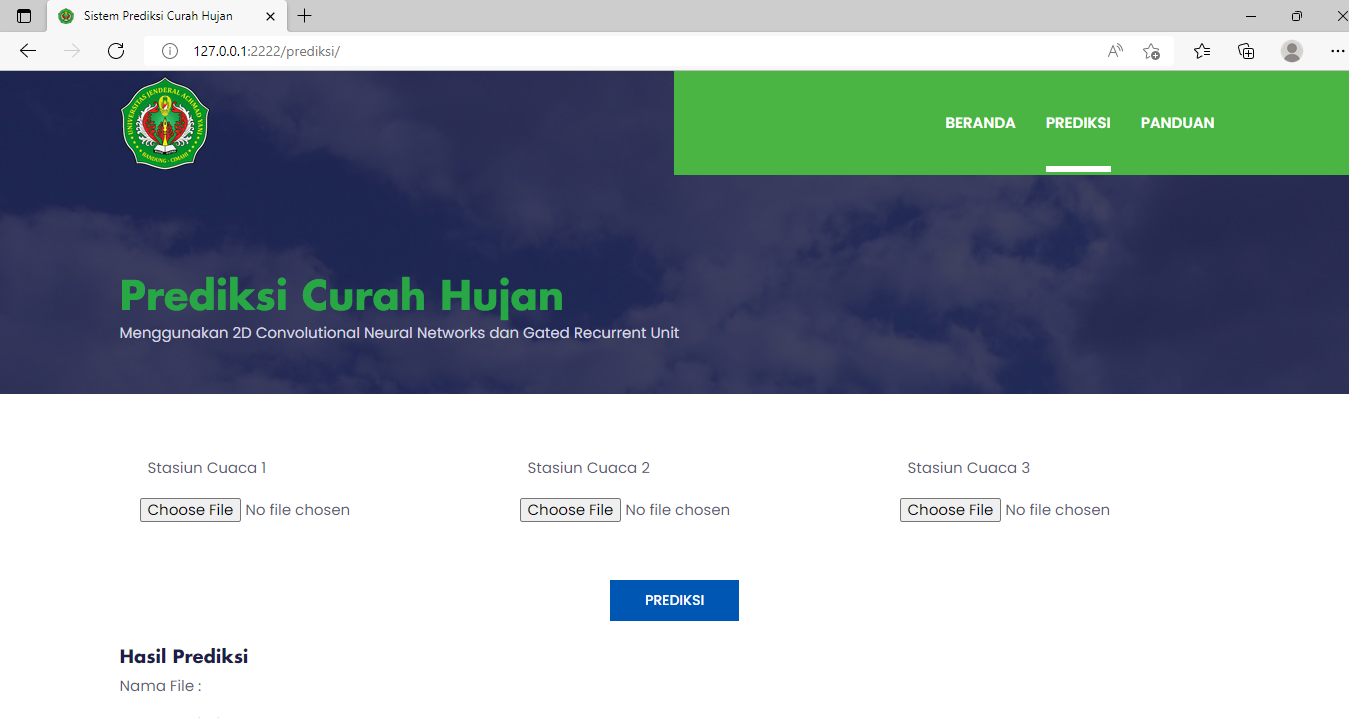 Sistem Prediksi Curah Hujan
127.0.0.1:2222/prediksi/
UNIVERSITAS JENDERAL ACHMAD YANI
BANDUNG - CIMAHI
BERANDA PREDIKSI PANDUAN
Prediksi Curah Hujan
Menggunakan 2D Convolutional Neural Networks dan Gated Recurrent Unit
Stasiun Cuaca 1 Stasiun Cuaca 2 Stasiun Cuaca 3
Choose File No file chosen Choose File No file chosen Choose File No file chosen
PREDIKSI
Hasil Prediksi
Nama File :